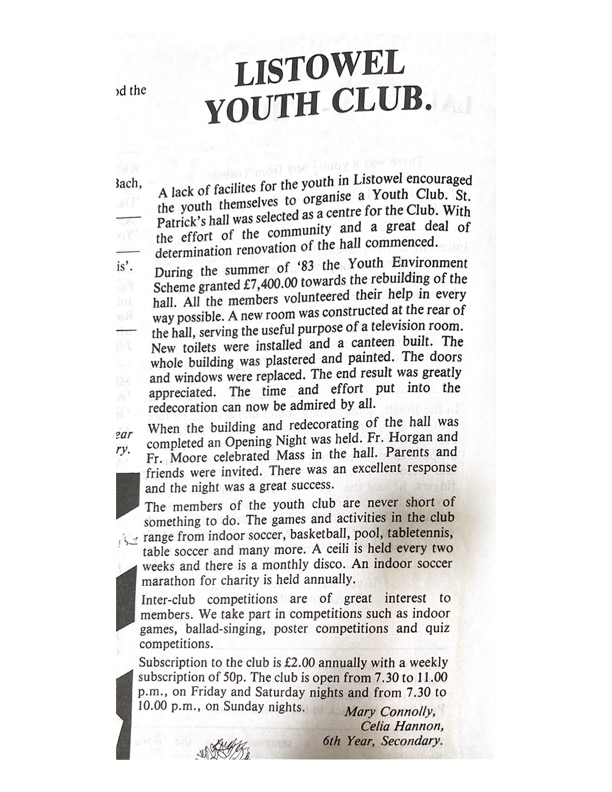 LISTOWEL
YOUTH CLUB.
od the
Bach,
is'.
ear
ry.
A lack of facilites for the youth in Listowel encouraged
the youth themselves to organise a Youth Club. St.
Patrick's hall was selected as a centre for the Club. With
the effort of the community and a great deal of
determination renovation of the hall commenced.
During the summer of '83 the Youth Environment
Scheme granted £7,400.00 towards the rebuilding of the
hall. All the members volunteered their help in every
way possible. A new room was constructed at the rear of
the hall, serving the useful purpose of a television room.
New toilets were installed and a canteen built. The
whole building was plastered and painted. The doors
and windows were replaced. The end result was greatly
appreciated. The time and effort put into the
redecoration can now be admired by all.
When the building and redecorating of the hall was
completed an Opening Night was held. Fr. Horgan and
Fr. Moore celebrated Mass in the hall. Parents and
friends were invited. There was an excellent response
and the night was a great success.
The members of the youth club are never short of
something to do. The games and activities in the club
range from indoor soccer, basketball, pool, tabletennis,
table soccer and many more. A ceili is held every two
weeks and there is a monthly disco. An indoor soccer
marathon for charity is held annually.
Inter-club competitions are of great interest to
members. We take part in competitions such as indoor
games, ballad-singing, poster competitions and quiz
competitions.
Subscription to the club is £2.00 annually with a weekly
subscription of 50p. The club is open from 7.30 to 11.00
p.m., on Friday and Saturday nights and from 7.30 to
10.00 p.m., on Sunday nights.
Mary Connolly,
Celia Hannon,
6th Year, Secondary.